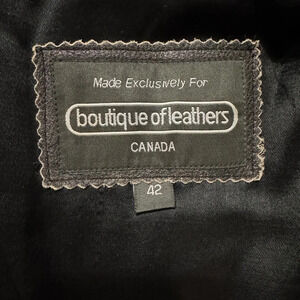 Made Exclusively For
boutique of leathers
CANADA
42